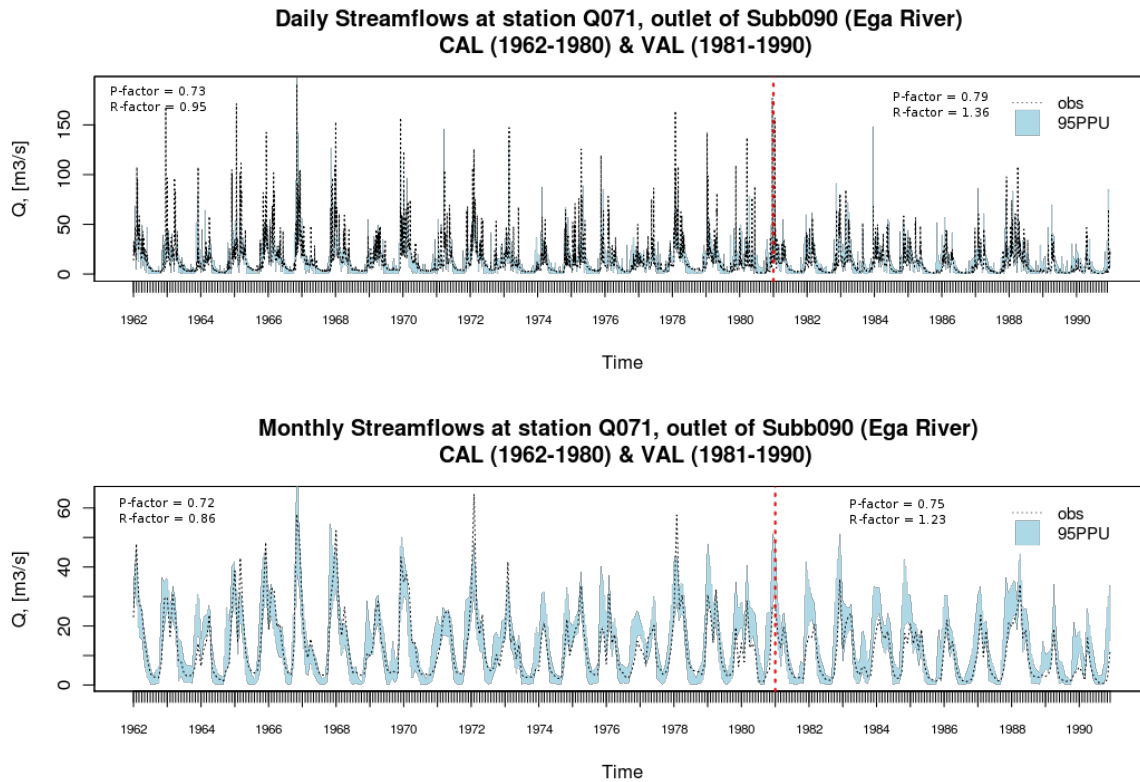 Daily Streamflows at station Q071, outlet of Subb090 (Ega River)
CAL (1962-1980) & VAL (1981-1990)
P-factor = 0.73
R-factor = 0.95
P-factor = 0.79
R-factor = 1.36
obs
95PPU
Q, [m3/s]
150
100
50
0
1962 1964 1966 1968 1970 1972 1974 1976 1978 1980 1982 1984 1986 1988 1990
Time
Monthly Streamflows at station Q071, outlet of Subb090 (Ega River)
CAL (1962-1980) & VAL (1981-1990)
P-factor = 0.72
R-factor = 0.86
P-factor = 0.75
R-factor = 1.23
obs
95PPU
Q, [m3/s]
60
40
20
0
1962 1964 1966 1968 1970 1972 1974 1976 1978 1980 1982 1984 1986 1988 1990
Time